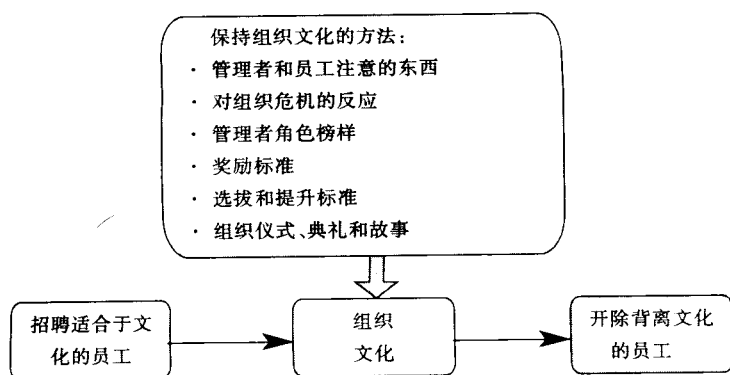 保持组织文化的方法:
· 管理者和员工注意的东西
· 对组织危机的反应
· 管理者角色榜样
· 奖励标准
· 选拔和提升标准
· 组织仪式、典礼和故事
招聘适合于文
化的员工
组织
文化
开除背离文化
的员工